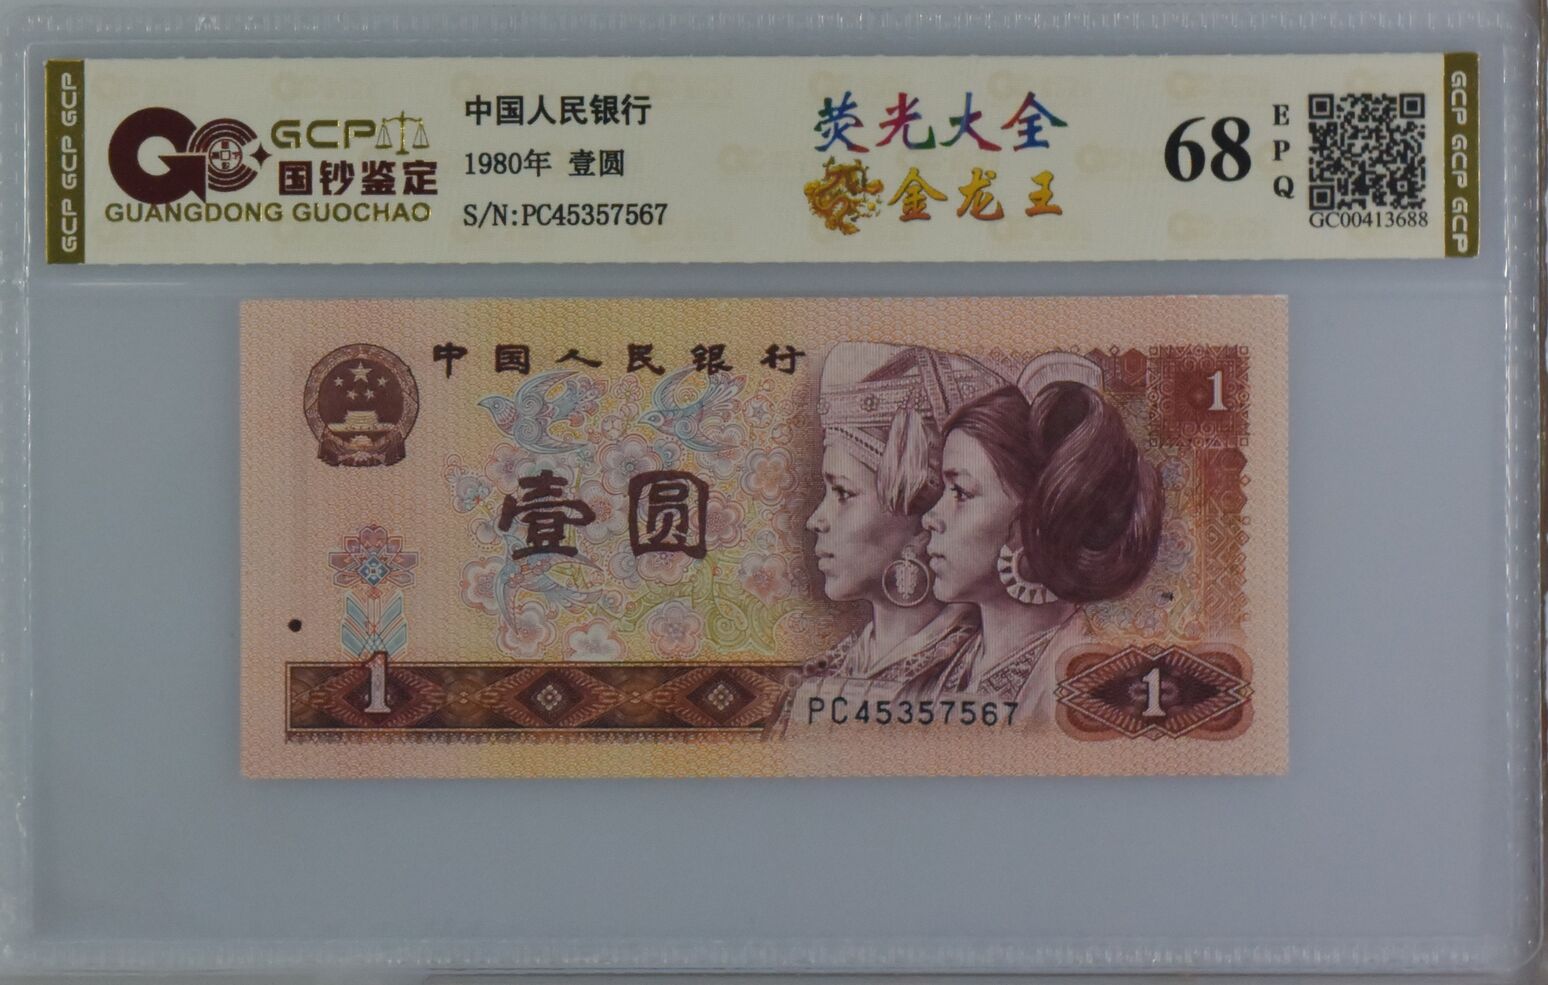 GCP GCP GCP
GCP
国钞鉴定
GUANGDONG GUOCHAO
中国人民银行
1980年 壹圆
S/N:PC45357567
荧光大全
金龙王
68
EPQ
GC00413688
GCP GCP GCP
中国人民银行
1
壹圆
1
PC45357567
1